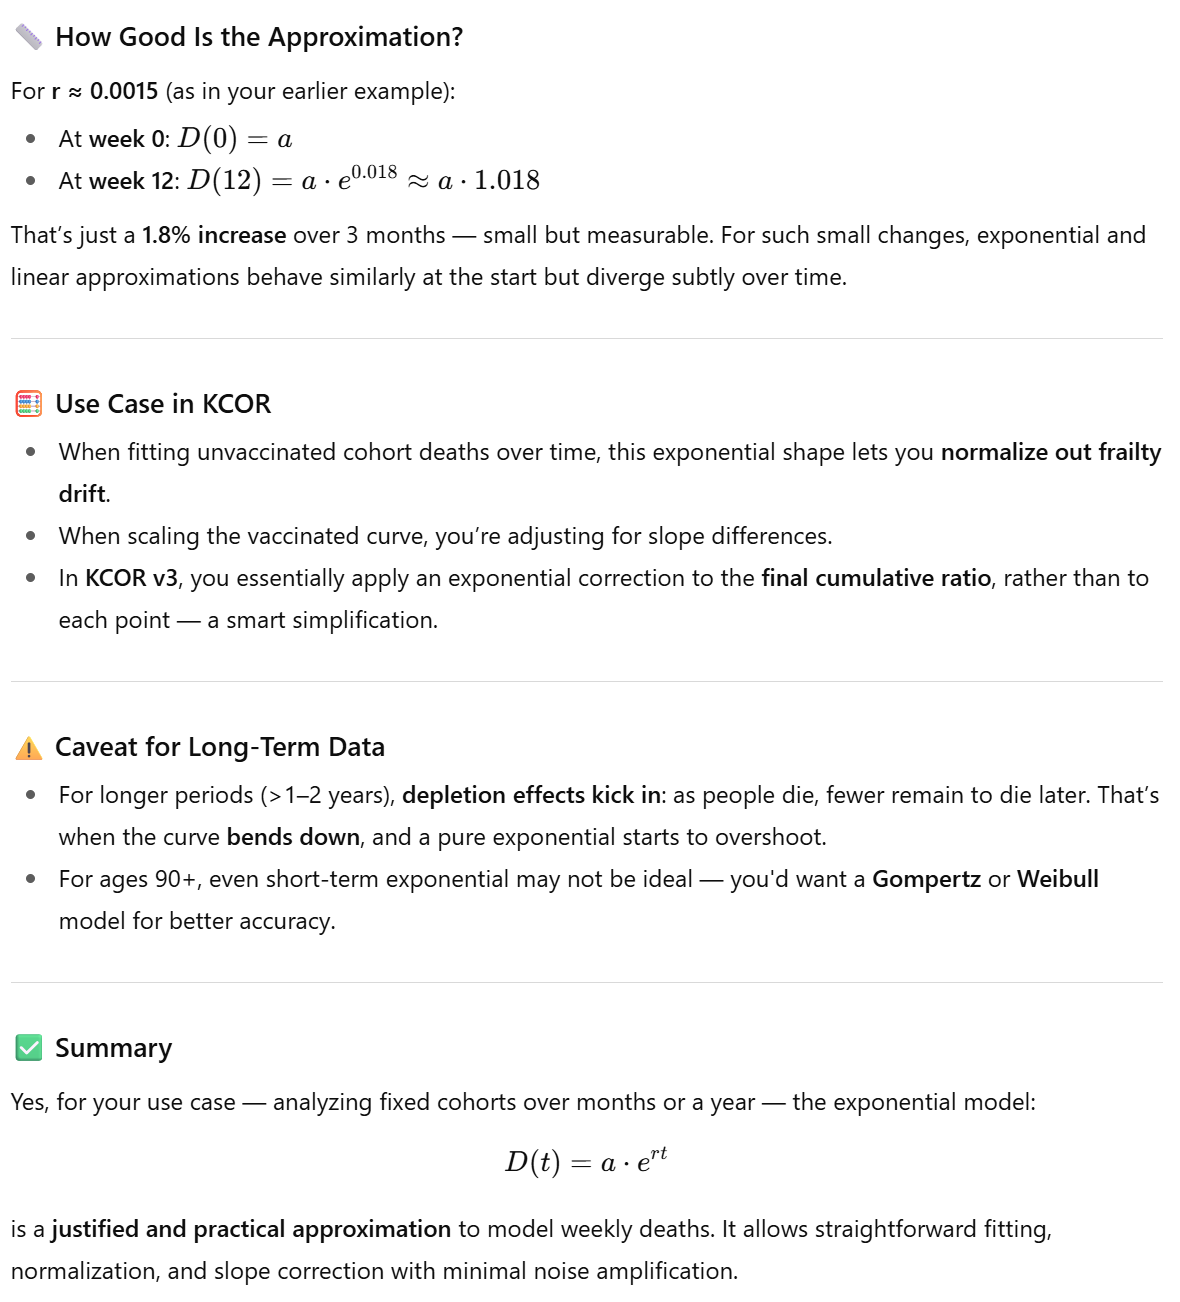 How Good Is the Approximation?
For r ≈ 0.0015 (as in your earlier example):
• At week 0: D(0) = a
• At week 12: D(12) = a · e^0.018 ≈ a · 1.018
That’s just a 1.8% increase over 3 months — small but measurable. For such small changes, exponential and
linear approximations behave similarly at the start but diverge subtly over time.
Use Case in KCOR
• When fitting unvaccinated cohort deaths over time, this exponential shape lets you normalize out frailty
drift.
• When scaling the vaccinated curve, you’re adjusting for slope differences.
• In KCOR v3, you essentially apply an exponential correction to the final cumulative ratio, rather than to
each point — a smart simplification.
Caveat for Long-Term Data
• For longer periods (>1–2 years), depletion effects kick in: as people die, fewer remain to die later. That’s
when the curve bends down, and a pure exponential starts to overshoot.
• For ages 90+, even short-term exponential may not be ideal — you'd want a Gompertz or Weibull
model for better accuracy.
Summary
Yes, for your use case — analyzing fixed cohorts over months or a year — the exponential model:
D(t) = a · e^rt
is a justified and practical approximation to model weekly deaths. It allows straightforward fitting,
normalization, and slope correction with minimal noise amplification.